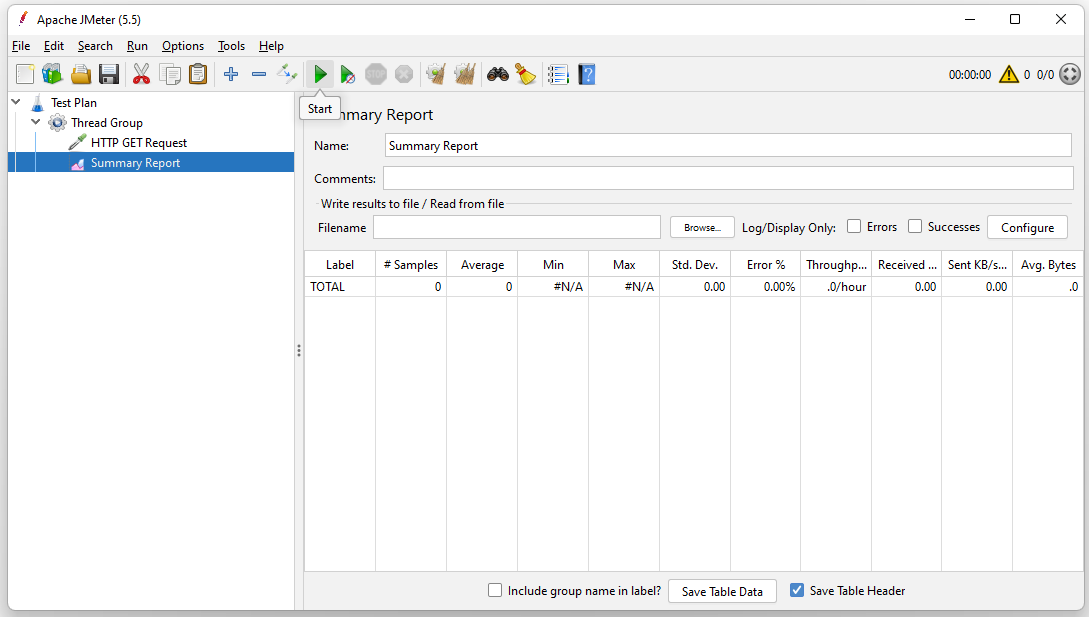 Apache JMeter (5.5)
File Edit Search Run Options Tools Help
STOP 00:00:00 0 0/0
Test Plan
Thread Group
HTTP GET Request
Summary Report
Start
mmary Report
Name: Summary Report
Comments:
Write results to file / Read from file
Filename Browse... Log/Display Only: Errors Successes Configure
Label # Samples Average Min Max Std. Dev. Error % Throughp... Received ... Sent KB/s... Avg. Bytes
TOTAL 0 0 #N/A #N/A 0.00 0.00% .0/hour 0.00 0.00 .0
Include group name in label? Save Table Data Save Table Header